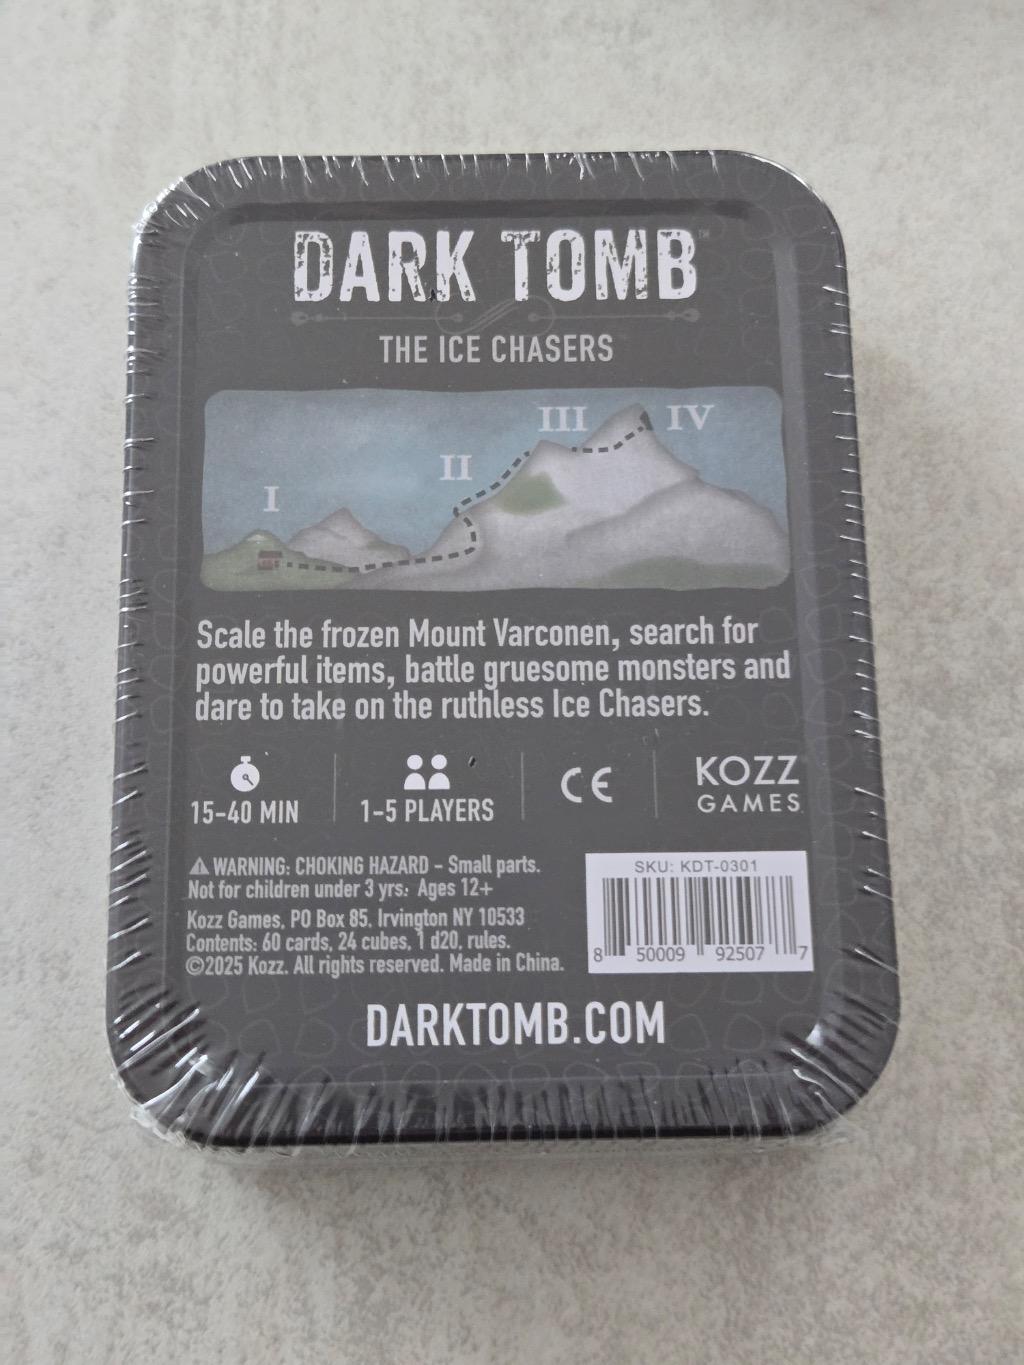 DARK TOMB™
THE ICE CHASERS
I
II
III
IV
Scale the frozen Mount Varconen, search for
powerful items, battle gruesome monsters and
dare to take on the ruthless Ice Chasers.
15-40 MIN
1-5 PLAYERS
CE
KOZZ
GAMES
WARNING: CHOKING HAZARD - Small parts.
Not for children under 3 yrs. Ages 12+
Kozz Games, PO Box 85, Irvington NY 10533
Contents: 60 cards, 24 cubes, 1 d20, rules.
©2025 Kozz. All rights reserved. Made in China.
SKU: KDT-0301
8 50009 92507 7
DARKTOMB.COM